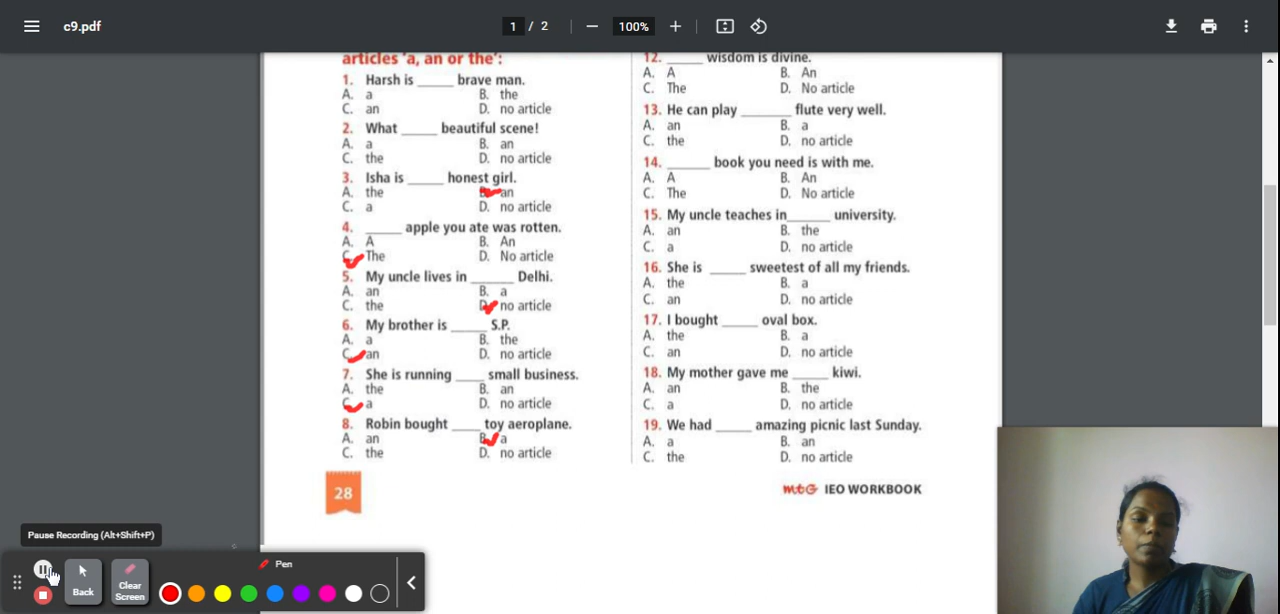 c9.pdf
1 / 2
100%
articles 'a, an or the':
1. Harsh is _____ brave man.
A. a B. the
C. an D. no article
2. What _____ beautiful scene!
A. a B. an
C. the D. no article
3. Isha is _____ honest girl.
A. the B. an
C. a D. no article
4. _____ apple you ate was rotten.
A. A B. An
C. The D. No article
5. My uncle lives in ______ Delhi.
A. an B. a
C. the D. no article
6. My brother is _____ S.P.
A. a B. the
C. an D. no article
7. She is running ____ small business.
A. the B. an
C. a D. no article
8. Robin bought ____ toy aeroplane.
A. an B. a
C. the D. no article
28
12. _____ wisdom is divine.
A. A B. An
C. The D. No article
13. He can play _______ flute very well.
A. an B. a
C. the D. no article
14. ______ book you need is with me.
A. A B. An
C. The D. No article
15. My uncle teaches in______ university.
A. an B. the
C. a D. no article
16. She is _____ sweetest of all my friends.
A. the B. a
C. an D. no article
17. I bought _____ oval box.
A. the B. a
C. an D. no article
18. My mother gave me _____ kiwi.
A. an B. the
C. a D. no article
19. We had _____ amazing picnic last Sunday.
A. a B. an
C. the D. no article
mtG IEO WORKBOOK
Pause Recording (Alt+Shift+P)
Back
Clear
Screen
Pen